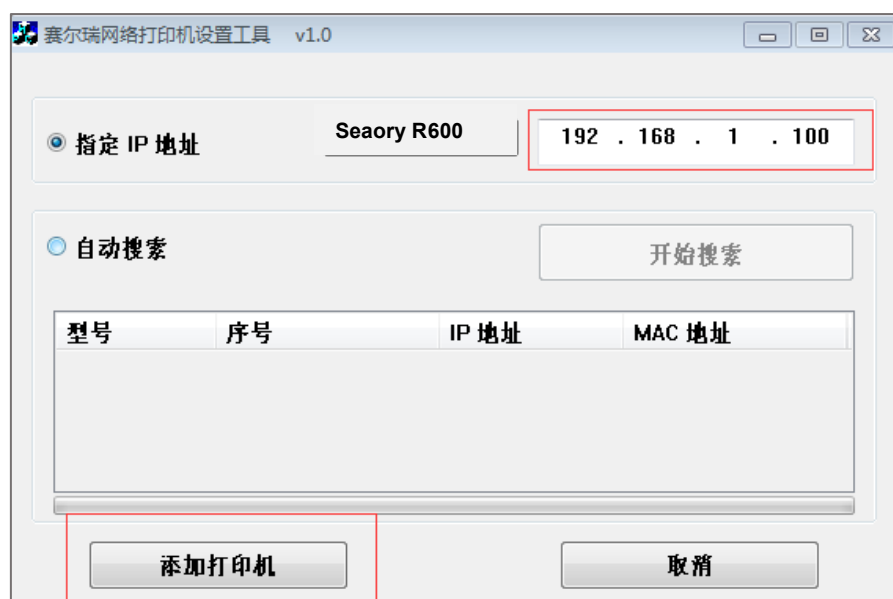 赛尔瑞网络打印机设置工具 v1.0
指定 IP 地址 Seaory R600 192 . 168 . 1 . 100
自动搜索 开始搜索
型号 序号 IP 地址 MAC 地址
添加打印机 取消